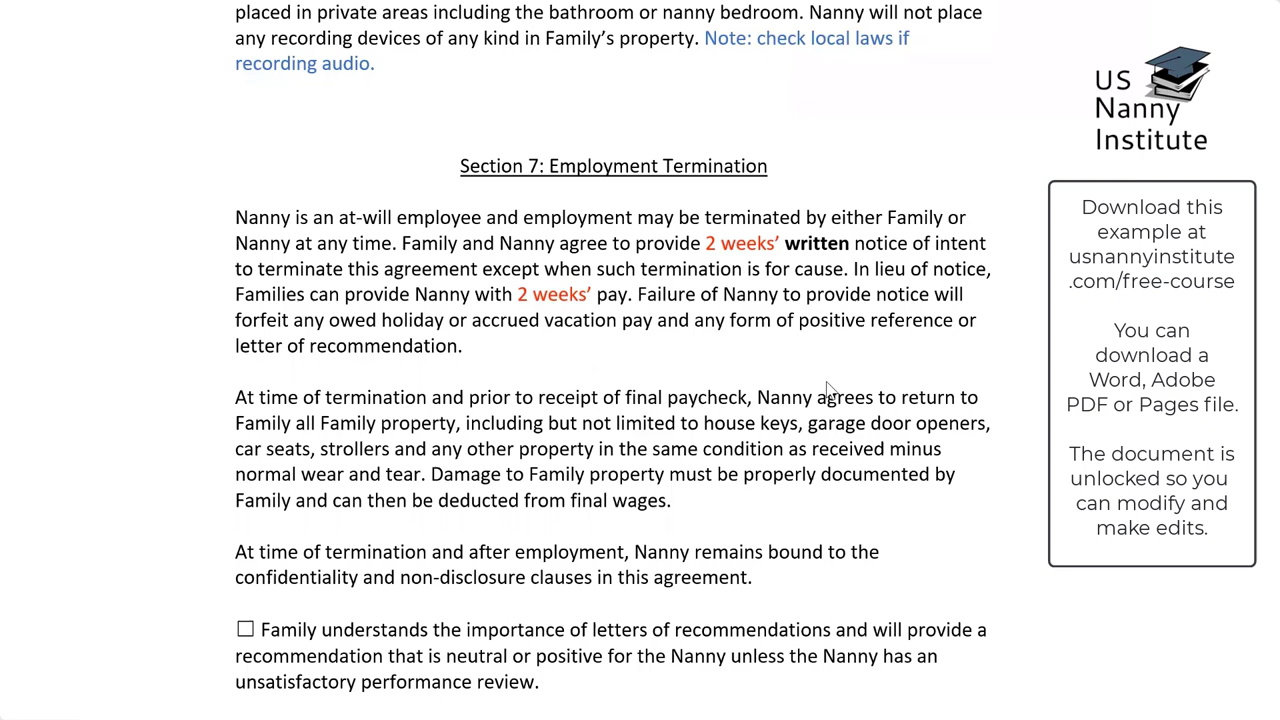 placed in private areas including the bathroom or nanny bedroom. Nanny will not place
any recording devices of any kind in Family’s property. Note: check local laws if
recording audio.
Section 7: Employment Termination
Nanny is an at-will employee and employment may be terminated by either Family or
Nanny at any time. Family and Nanny agree to provide 2 weeks’ written notice of intent
to terminate this agreement except when such termination is for cause. In lieu of notice,
Families can provide Nanny with 2 weeks’ pay. Failure of Nanny to provide notice will
forfeit any owed holiday or accrued vacation pay and any form of positive reference or
letter of recommendation.
At time of termination and prior to receipt of final paycheck, Nanny agrees to return to
Family all Family property, including but not limited to house keys, garage door openers,
car seats, strollers and any other property in the same condition as received minus
normal wear and tear. Damage to Family property must be properly documented by
Family and can then be deducted from final wages.
At time of termination and after employment, Nanny remains bound to the
confidentiality and non-disclosure clauses in this agreement.
☐ Family understands the importance of letters of recommendations and will provide a
recommendation that is neutral or positive for the Nanny unless the Nanny has an
unsatisfactory performance review.
US
Nanny
Institute
Download this
example at
usnannyinstitute
.com/free-course
You can
download a
Word, Adobe
PDF or Pages file.
The document is
unlocked so you
can modify and
make edits.